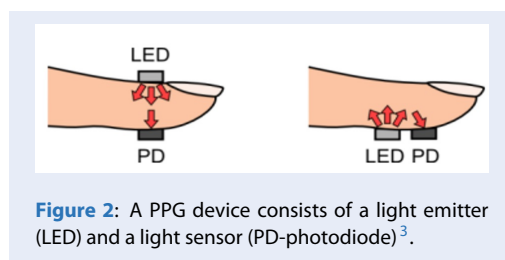 LED
PD
LED PD
Figure 2: A PPG device consists of a light emitter
(LED) and a light sensor (PD-photodiode) 3.